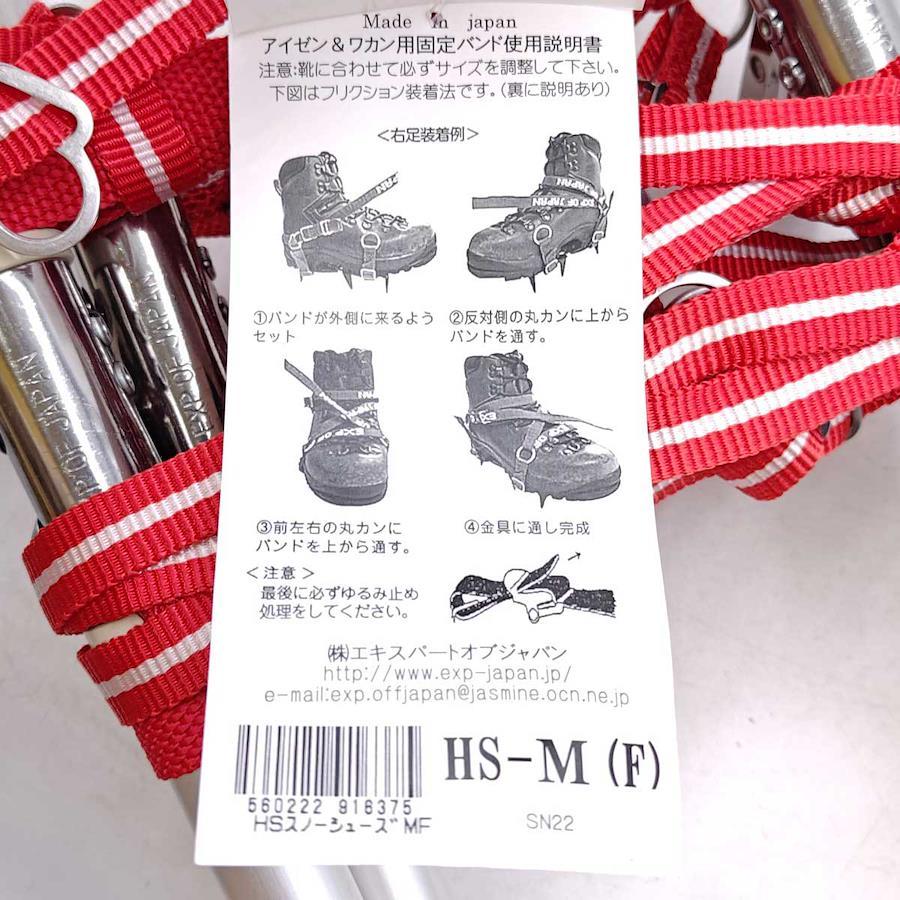 Made in japan
アイゼン&ワカン用固定バンド使用説明書
注意:靴に合わせて必ずサイズを調整して下さい。
下図はフリクション装着法です。(裏に説明あり)
<右足装着例>
①バンドが外側に来るよう
セット
②反対側の丸カンに上から
バンドを通す。
③前左右の丸カンに
バンドを上から通す。
④金具に通し完成
<注意>
最後に必ずゆるみ止め
処理をしてください。
㈱エキスパートオブジャパン
http://www.exp-japan.jp/
e-mail:exp.offjapan@jasmine.ocn.ne.jp
HS-M (F)
560222 916375
HSスノーシューズMF
SN22
EXP OF JAPAN
OF JAPAN
JAPAN
EXP OF JAPAN
EXP OF JAPAN